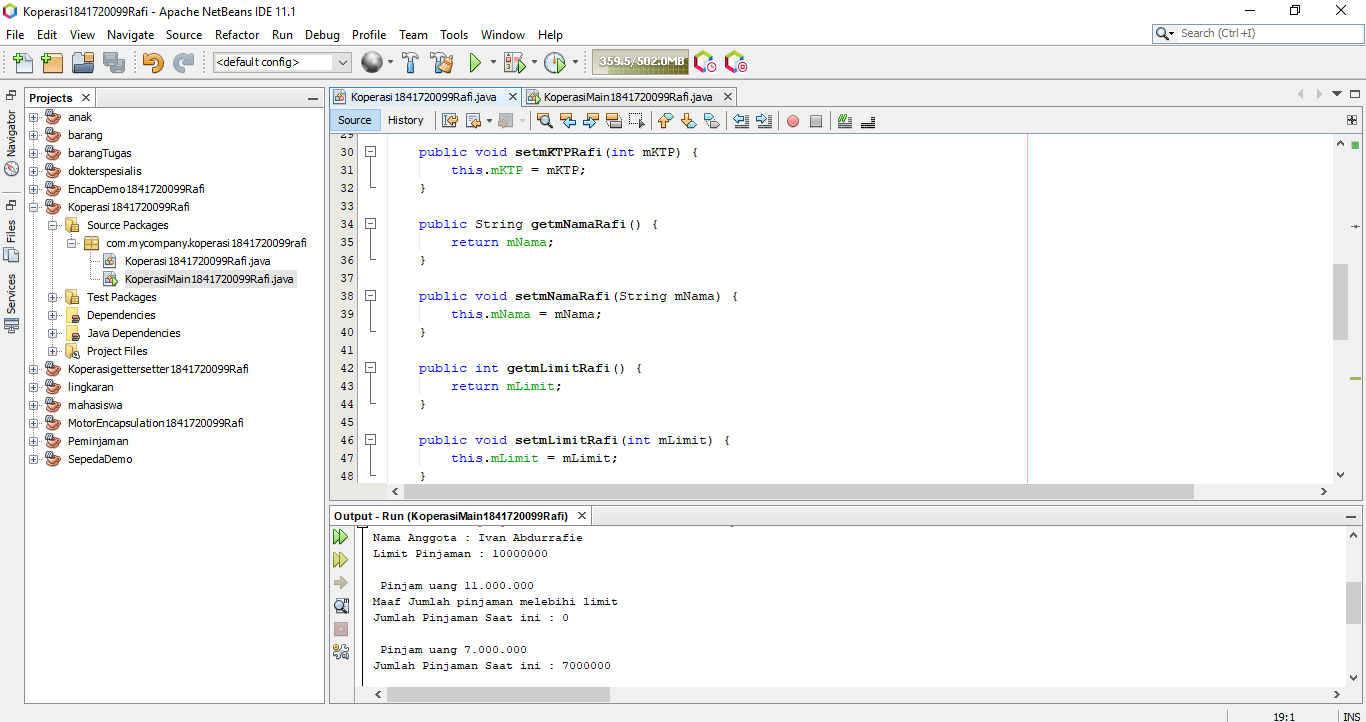 Koperasi1841720099Rafi - Apache NetBeans IDE 11.1
File Edit View Navigate Source Refactor Run Debug Profile Team Tools Window Help
Search (Ctrl+I)
<default config>
359.5/502.0MB
Navigator
Files
Services
Projects
anak
barang
barangTugas
dokterspesialis
EncapDemo1841720099Rafi
Koperasi1841720099Rafi
Source Packages
com.mycompany.koperasi1841720099rafi
Koperasi1841720099Rafi.java
KoperasiMain1841720099Rafi.java
Test Packages
Dependencies
Java Dependencies
Project Files
Koperasigettersetter1841720099Rafi
lingkaran
mahasiswa
MotorEncapsulation1841720099Rafi
Peminjaman
SepedaDemo
Koperasi1841720099Rafi.java KoperasiMain1841720099Rafi.java
Source History
29
30 public void setmKTPRafi(int mKTP) {
31 this.mKTP = mKTP;
32 }
33
34 public String getmNamaRafi() {
35 return mNama;
36 }
37
38 public void setmNamaRafi(String mNama) {
39 this.mNama = mNama;
40 }
41
42 public int getmLimitRafi() {
43 return mLimit;
44 }
45
46 public void setmLimitRafi(int mLimit) {
47 this.mLimit = mLimit;
48 }
Output - Run (KoperasiMain1841720099Rafi)
Nama Anggota : Ivan Abdurrafie
Limit Pinjaman : 10000000
Pinjam uang 11.000.000
Maaf Jumlah pinjaman melebihi limit
Jumlah Pinjaman Saat ini : 0
Pinjam uang 7.000.000
Jumlah Pinjaman Saat ini : 7000000
19:1 INS